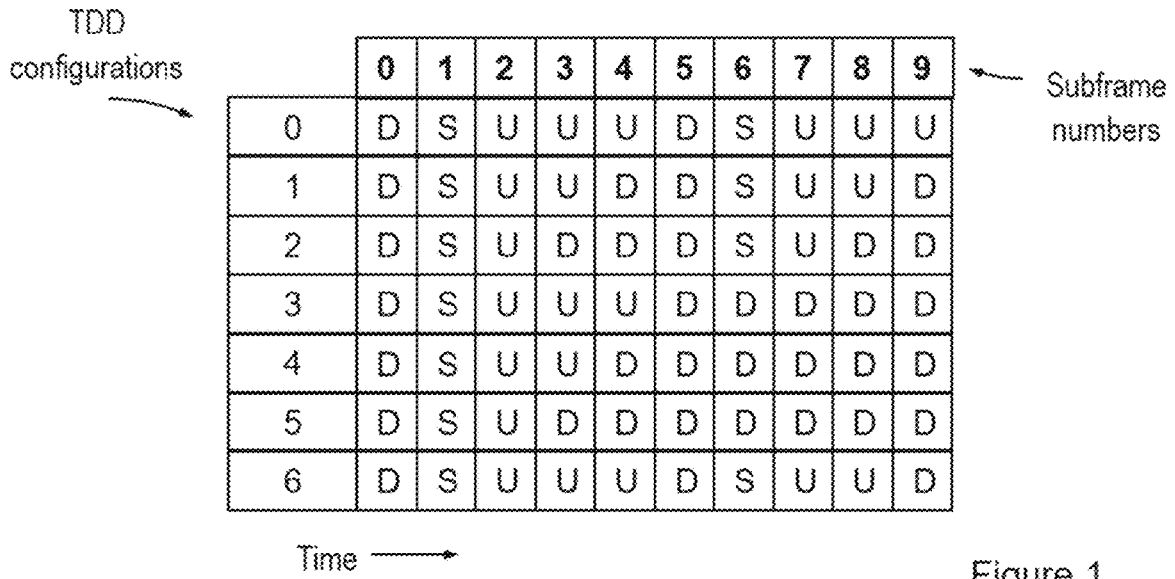 TDD
configurations
0 1 2 3 4 5 6 7 8 9
Subframe
numbers
0 D S U U U D S U U U
1 D S U U D D S U U D
2 D S U D D D S U D D
3 D S U U U D D D D D
4 D S U U D D D D D D
5 D S U D D D D D D D
6 D S U U U D S U U D
Time
Figure 1